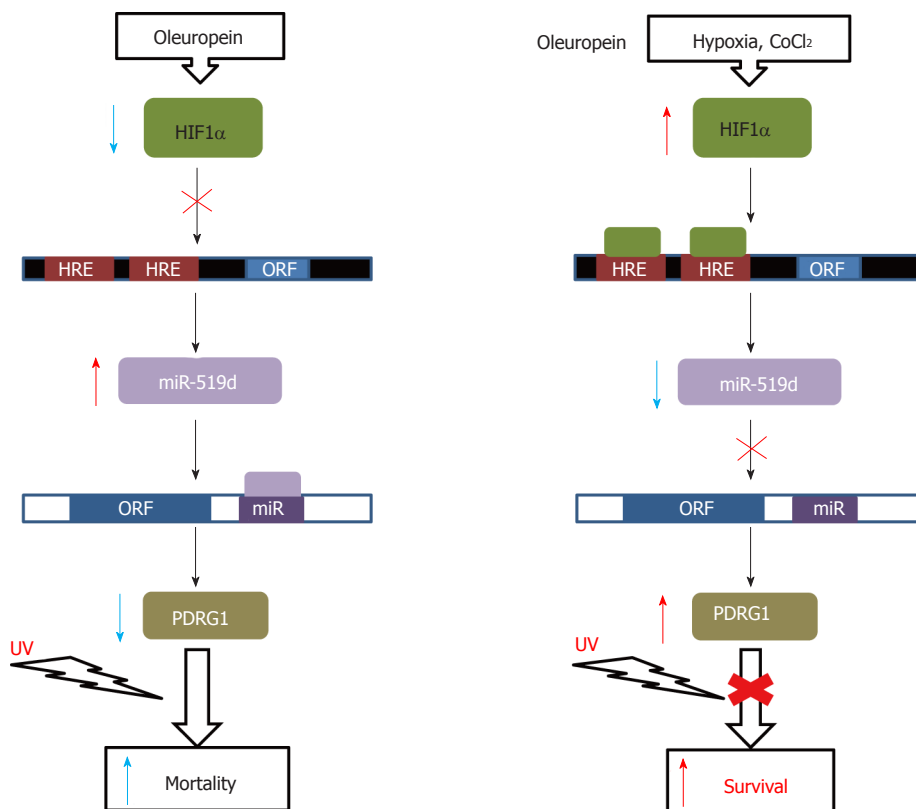 Oleuropein
HIF1α
HRE HRE ORF
miR-519d
ORF miR
PDRG1
UV
Mortality
Oleuropein
Hypoxia, CoCl₂
HIF1α
HRE HRE ORF
miR-519d
ORF miR
PDRG1
UV
Survival